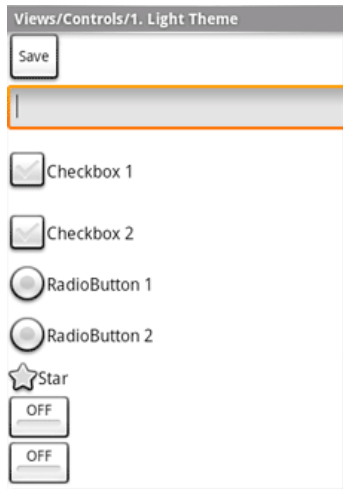 Views/Controls/1. Light Theme
Save
Checkbox 1
Checkbox 2
RadioButton 1
RadioButton 2
Star
OFF
OFF